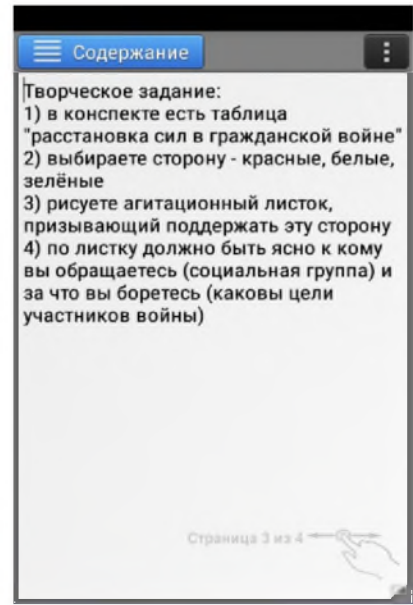 Содержание
Творческое задание:
1) в конспекте есть таблица
"расстановка сил в гражданской войне"
2) выбираете сторону - красные, белые,
зелёные
3) рисуете агитационный листок,
призывающий поддержать эту сторону
4) по листку должно быть ясно к кому
вы обращаетесь (социальная группа) и
за что вы боретесь (каковы цели
участников войны)
Страница 3 из 4